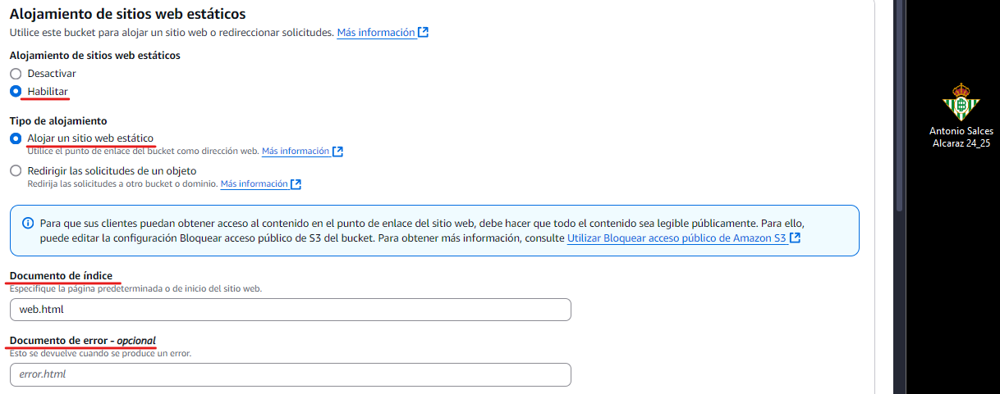 Alojamiento de sitios web estáticos
Utilice este bucket para alojar un sitio web o redireccionar solicitudes. Más información
Alojamiento de sitios web estáticos
Desactivar
Habilitar
Tipo de alojamiento
Alojar un sitio web estático
Utilice el punto de enlace del bucket como dirección web. Más información
Redirigir las solicitudes de un objeto
Redirija las solicitudes a otro bucket o dominio. Más información
Para que sus clientes puedan obtener acceso al contenido en el punto de enlace del sitio web, debe hacer que todo el contenido sea legible públicamente. Para ello,
puede editar la configuración Bloquear acceso público de S3 del bucket. Para obtener más información, consulte Utilizar Bloquear acceso público de Amazon S3
Documento de índice
Especifique la página predeterminada o de inicio del sitio web.
web.html
Documento de error - opcional
Esto se devuelve cuando se produce un error.
error.html
Antonio Salces
Alcaraz 24_25